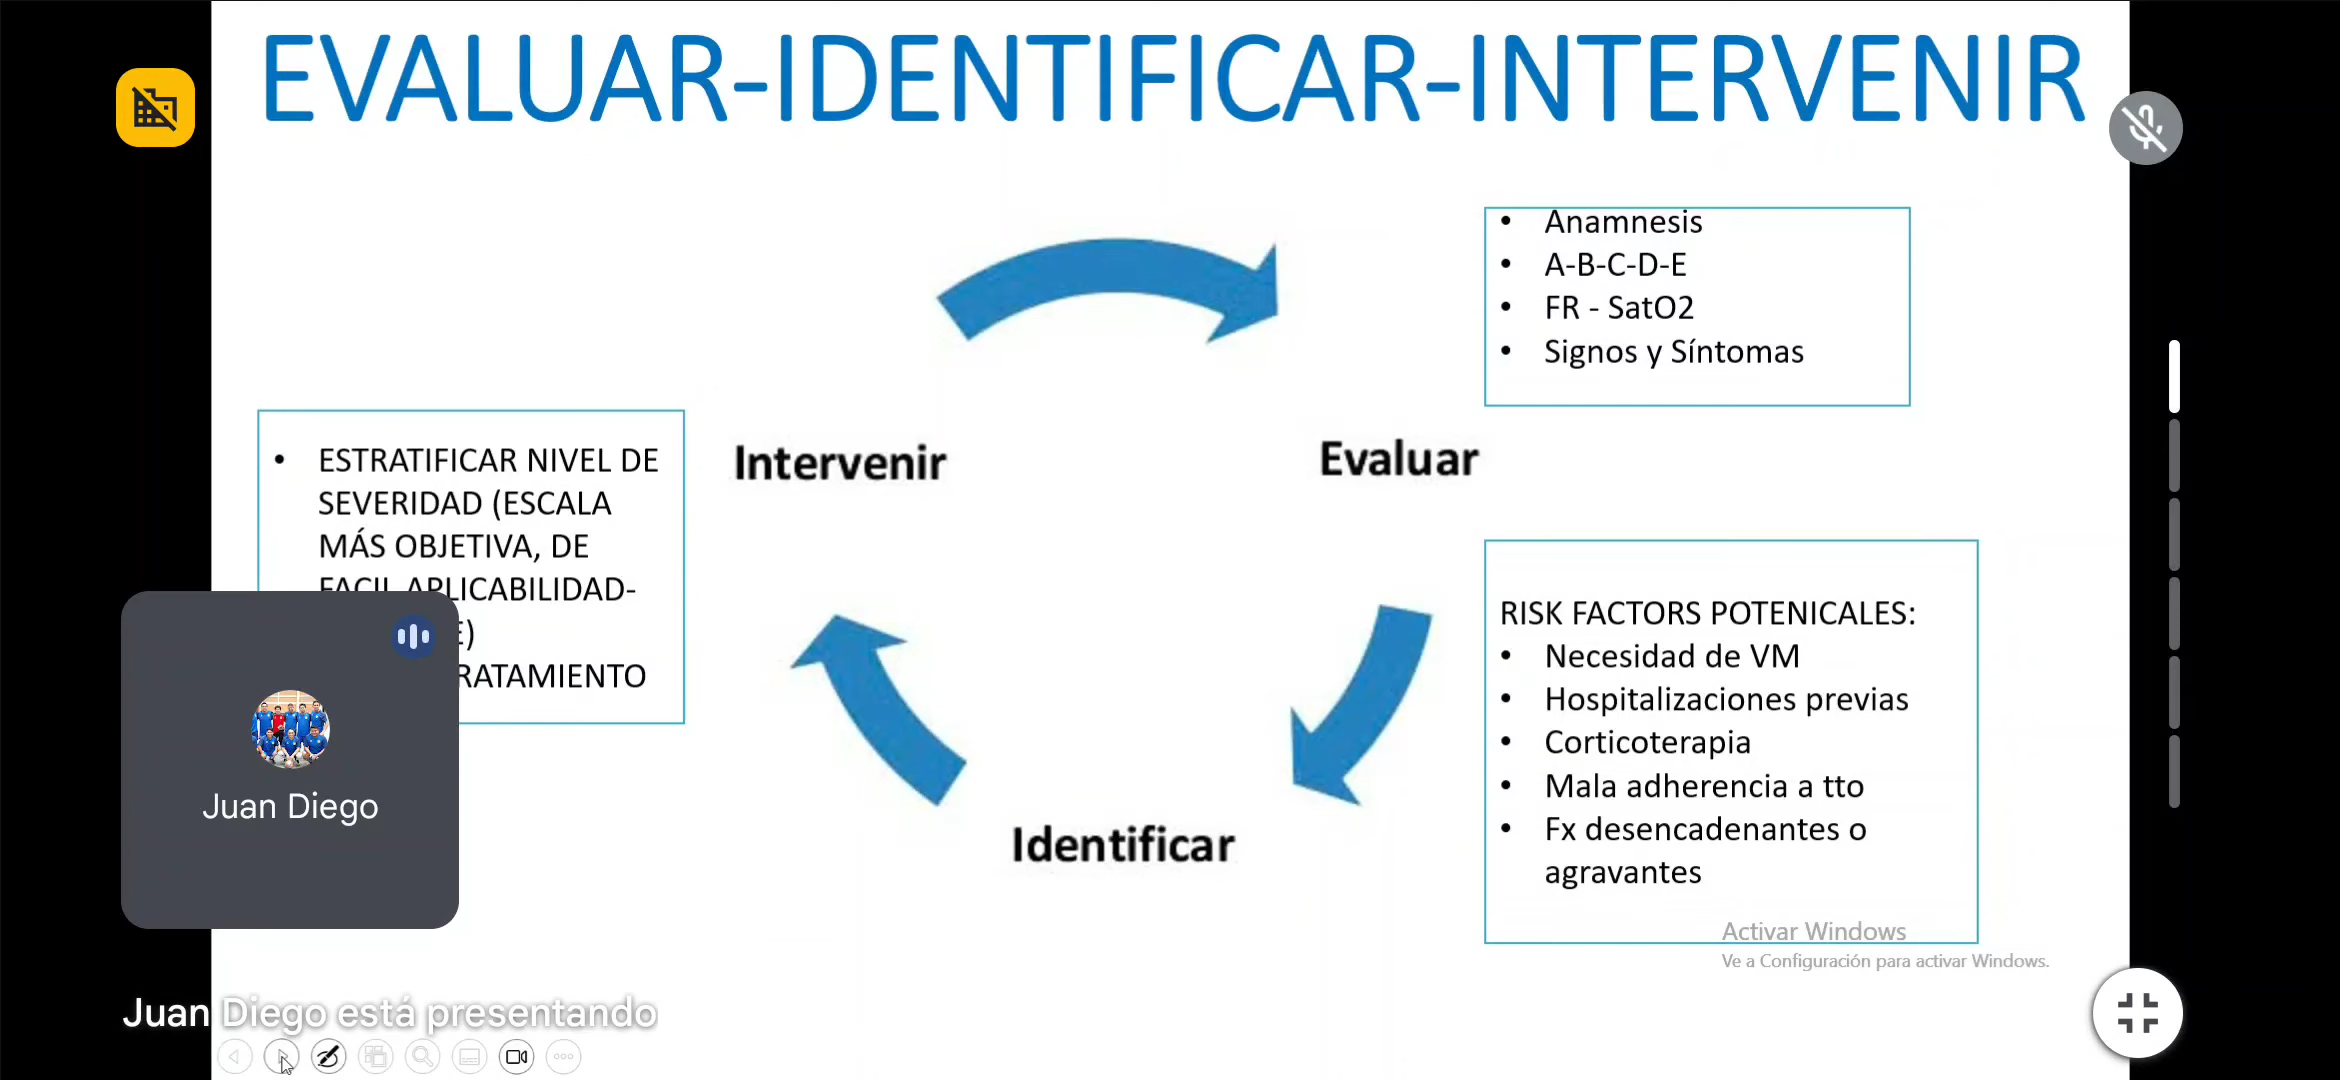 EVALUAR-IDENTIFICAR-INTERVENIR
• Anamnesis
• A-B-C-D-E
• FR - SatO2
• Signos y Síntomas
• ESTRATIFICAR NIVEL DE
SEVERIDAD (ESCALA
MÁS OBJETIVA, DE
FACIL APLICABILIDAD-
E)
RATAMIENTO
Intervenir
Evaluar
RISK FACTORS POTENICALES:
• Necesidad de VM
• Hospitalizaciones previas
• Corticoterapia
• Mala adherencia a tto
• Fx desencadenantes o
agravantes
Identificar
Juan Diego
Activar Windows
Ve a Configuración para activar Windows.
Juan Diego está presentando